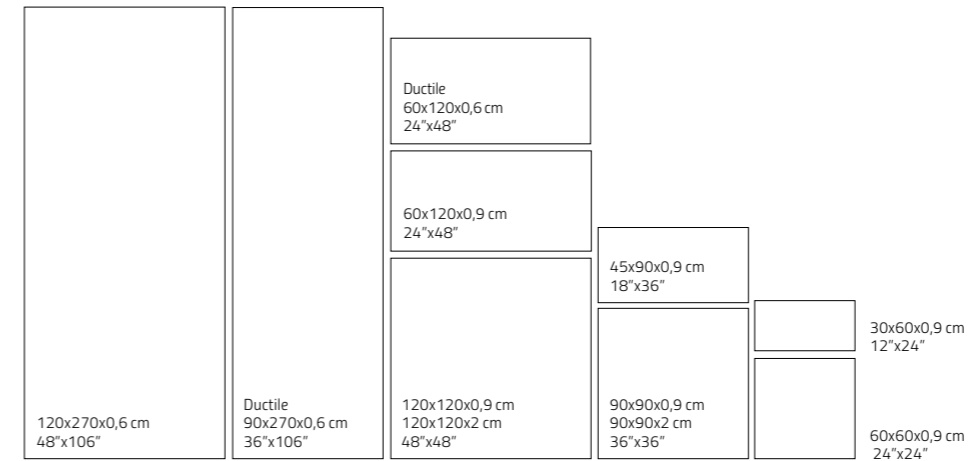 Ductile
60x120x0,6 cm
24”x48”
60x120x0,9 cm
24”x48”
45x90x0,9 cm
18”x36”
30x60x0,9 cm
12”x24”
120x270x0,6 cm
48”x106”
Ductile
90x270x0,6 cm
36”x106”
120x120x0,9 cm
120x120x2 cm
48”x48”
90x90x0,9 cm
90x90x2 cm
36”x36”
60x60x0,9 cm
24”x24”